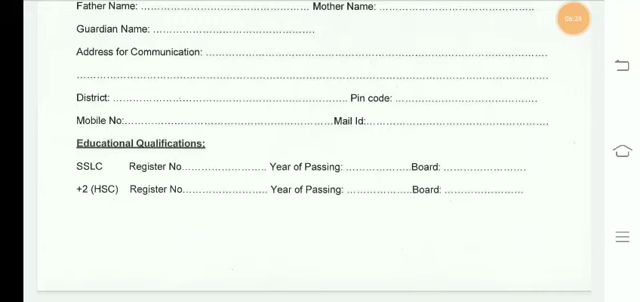 Father Name: ........................................................ Mother Name: ....................................................
Guardian Name: ......................................................
Address for Communication: ..................................................................................................................
.............................................................................................................................................................
District: .............................................................................. Pin code: ...............................................
Mobile No:......................................................................Mail Id:.............................................................
Educational Qualifications:
SSLC Register No............................ Year of Passing: ......................Board: ...........................
+2 (HSC) Register No............................ Year of Passing: ......................Board: ..........................